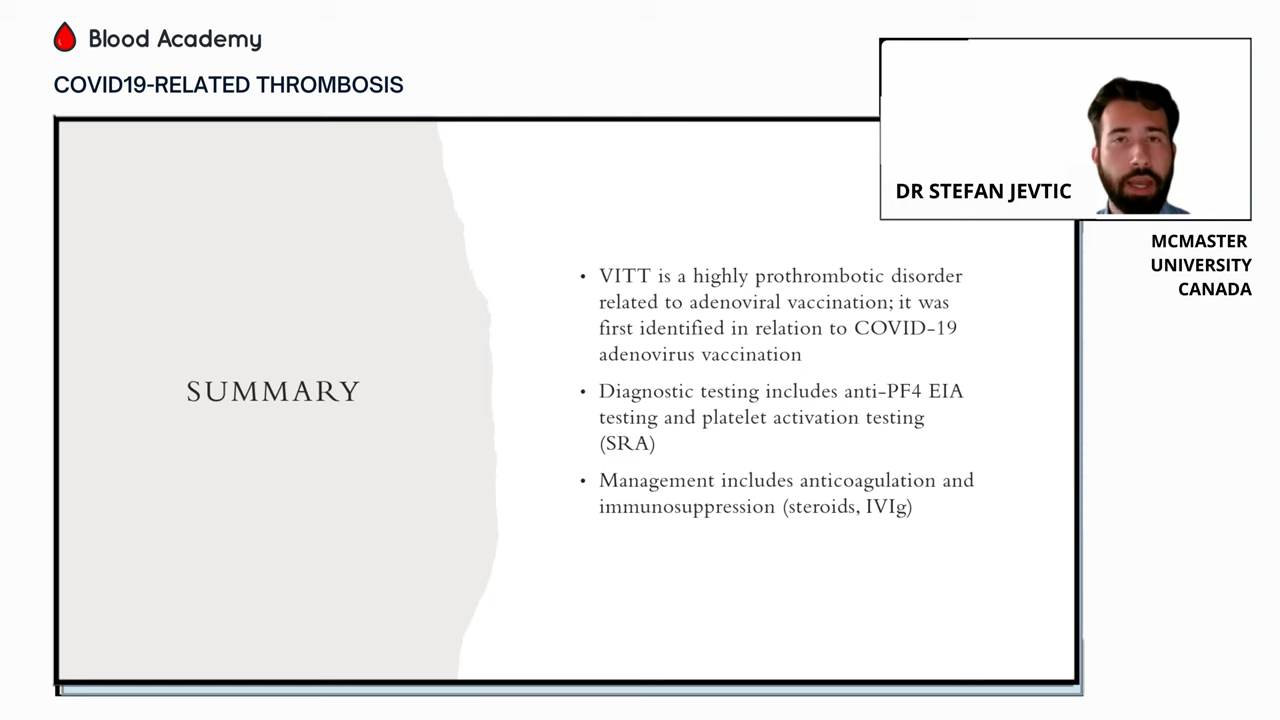 Blood Academy
COVID19-RELATED THROMBOSIS
DR STEFAN JEVTIC
MCMASTER
UNIVERSITY
CANADA
SUMMARY
• VITT is a highly prothrombotic disorder
related to adenoviral vaccination; it was
first identified in relation to COVID-19
adenovirus vaccination
• Diagnostic testing includes anti-PF4 EIA
testing and platelet activation testing
(SRA)
• Management includes anticoagulation and
immunosuppression (steroids, IVIg)